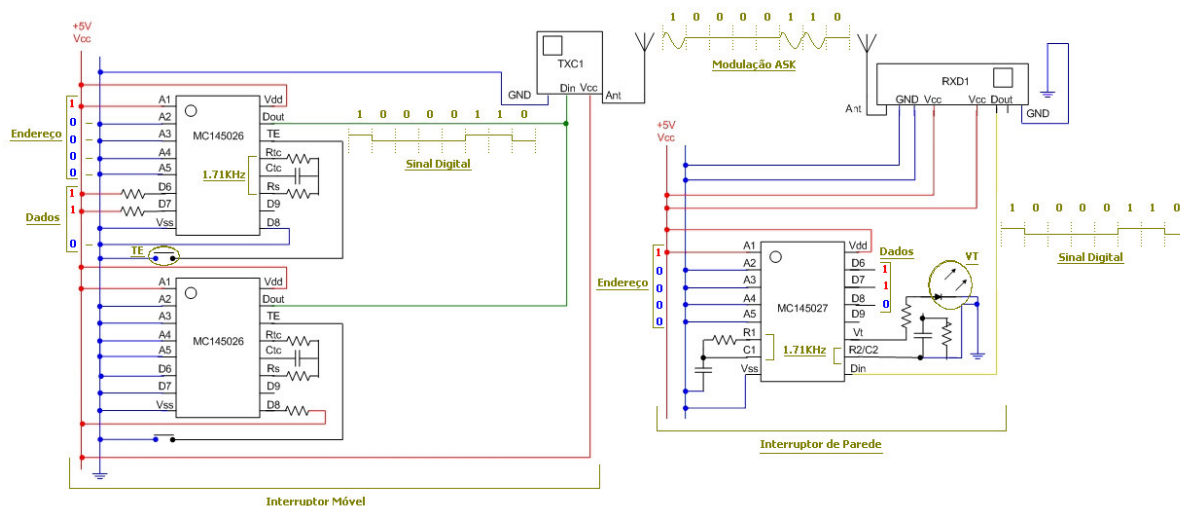 +5V
Vcc
Endereço
1
0
0
0
0
Dados
1
1
0
A1
A2
A3
A4
A5
D6
D7
Vss
MC145026
Vdd
Dout
TE
Rtc
Ctc
Rs
D9
D8
1.71KHz
TE
A1
A2
A3
A4
A5
D6
D7
Vss
MC145026
Vdd
Dout
TE
Rtc
Ctc
Rs
D9
D8
Interruptor Móvel
1 0 0 0 0 1 1 0
Sinal Digital
TXC1
GND
Din
Vcc
Ant
1 0 0 0 0 1 1 0
Modulação ASK
RXD1
Ant
GND
Vcc
Vcc
Dout
GND
+5V
Vcc
Endereço
1
0
0
0
0
A1
A2
A3
A4
A5
R1
C1
Vss
MC145027
1.71KHz
Vdd
D6
D7
D8
D9
Vt
R2/C2
Din
Dados
1
1
0
VT
1 0 0 0 0 1 1 0
Sinal Digital
Interruptor de Parede